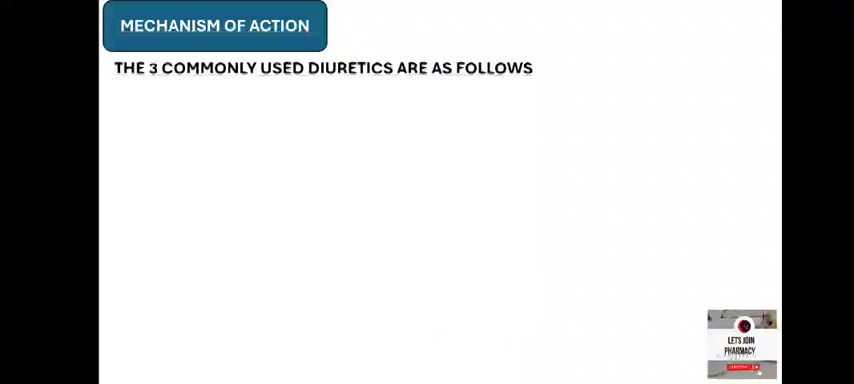 MECHANISM OF ACTION
THE 3 COMMONLY USED DIURETICS ARE AS FOLLOWS
LETS JOIN
PHARMACY